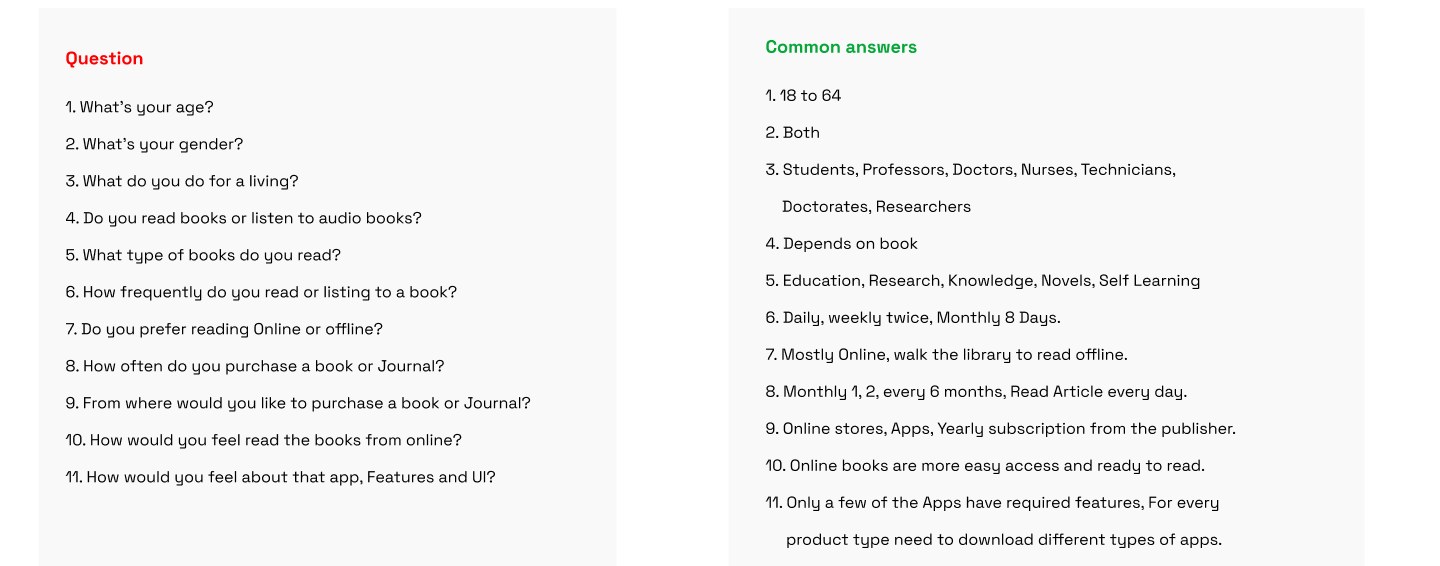 Question
1. What's your age?
2. What's your gender?
3. What do you do for a living?
4. Do you read books or listen to audio books?
5. What type of books do you read?
6. How frequently do you read or listing to a book?
7. Do you prefer reading Online or offline?
8. How often do you purchase a book or Journal?
9. From where would you like to purchase a book or Journal?
10. How would you feel read the books from online?
11. How would you feel about that app, Features and UI?
Common answers
1. 18 to 64
2. Both
3. Students, Professors, Doctors, Nurses, Technicians,
Doctorates, Researchers
4. Depends on book
5. Education, Research, Knowledge, Novels, Self Learning
6. Daily, weekly twice, Monthly 8 Days.
7. Mostly Online, walk the library to read offline.
8. Monthly 1, 2, every 6 months, Read Article every day.
9. Online stores, Apps, Yearly subscription from the publisher.
10. Online books are more easy access and ready to read.
11. Only a few of the Apps have required features, For every
product type need to download different types of apps.